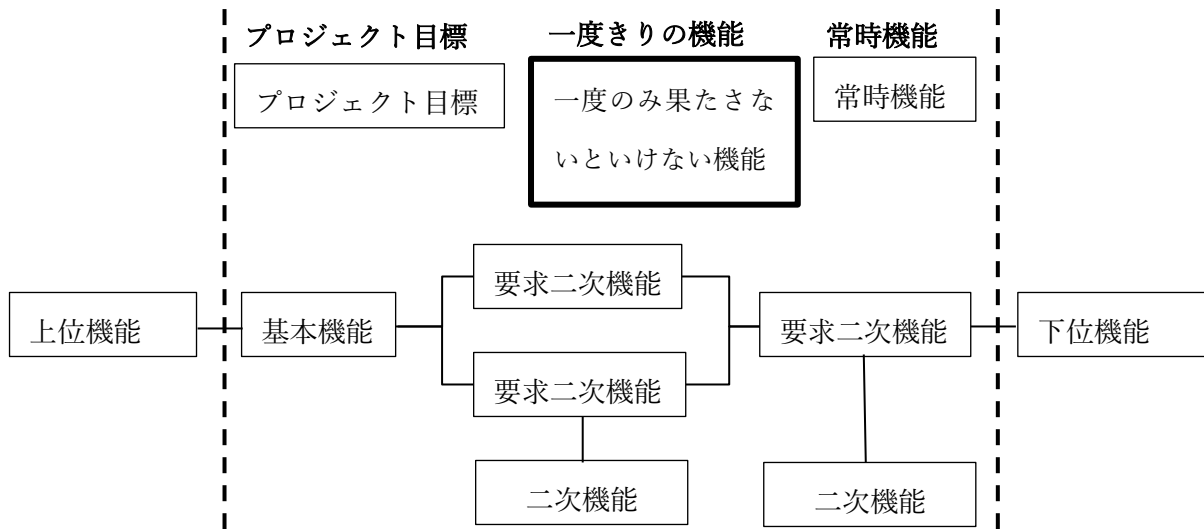 プロジェクト目標
一度きりの機能
常時機能
プロジェクト目標
一度のみ果たさな
いといけない機能
常時機能
要求二次機能
上位機能
基本機能
要求二次機能
下位機能
要求二次機能
二次機能
二次機能